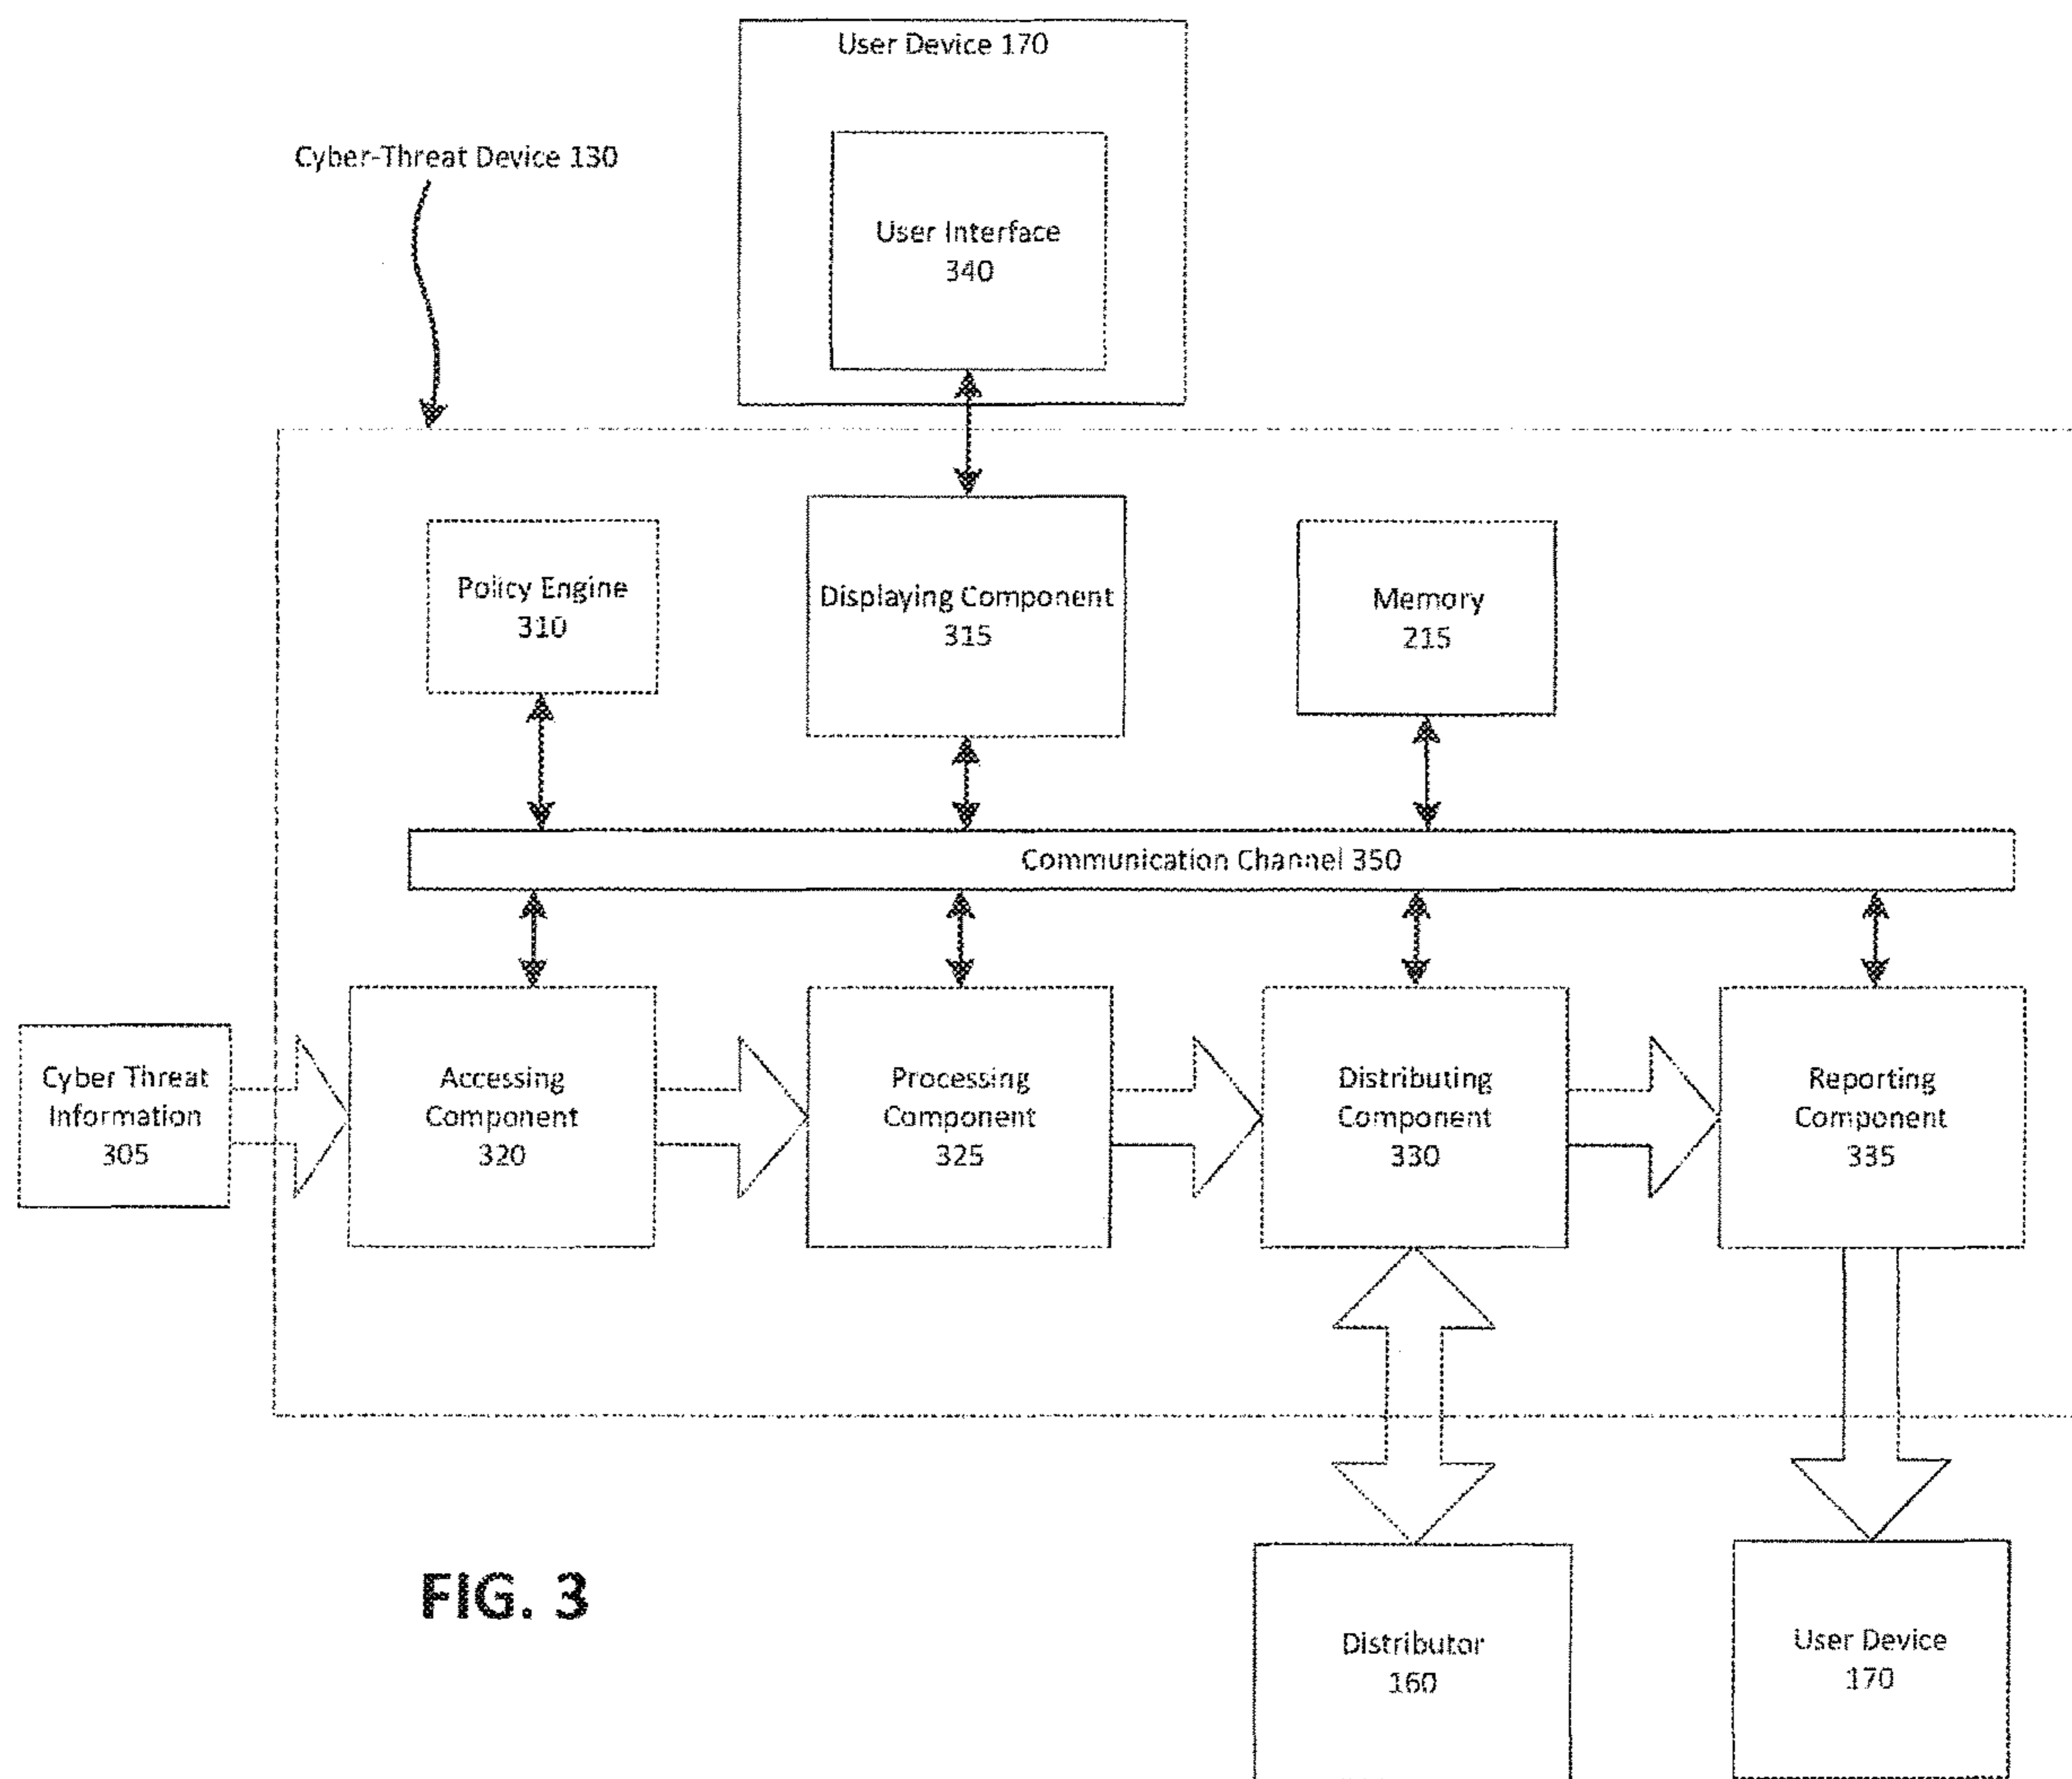 User Device 170
Cyber-Threat Device 130
User Interface
340
Policy Engine
310
Displaying Component
315
Memory
215
Communication Channel 350
Cyber Threat
Information
305
Accessing
Component
320
Processing
Component
325
Distributing
Component
330
Reporting
Component
335
FIG. 3
Distributor
160
User Device
170